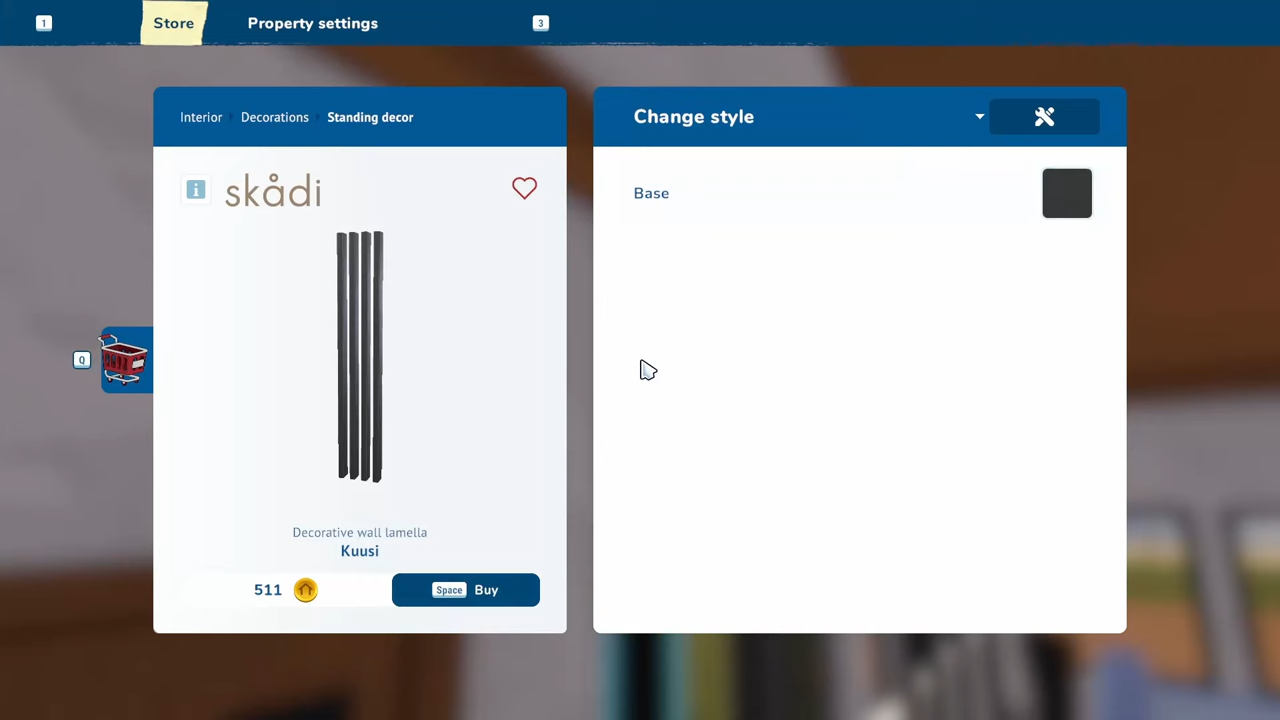 1 Store Property settings 3
Interior Decorations Standing decor
Change style
i skådi
Base
Q
Decorative wall lamella
Kuusi
511 Space Buy